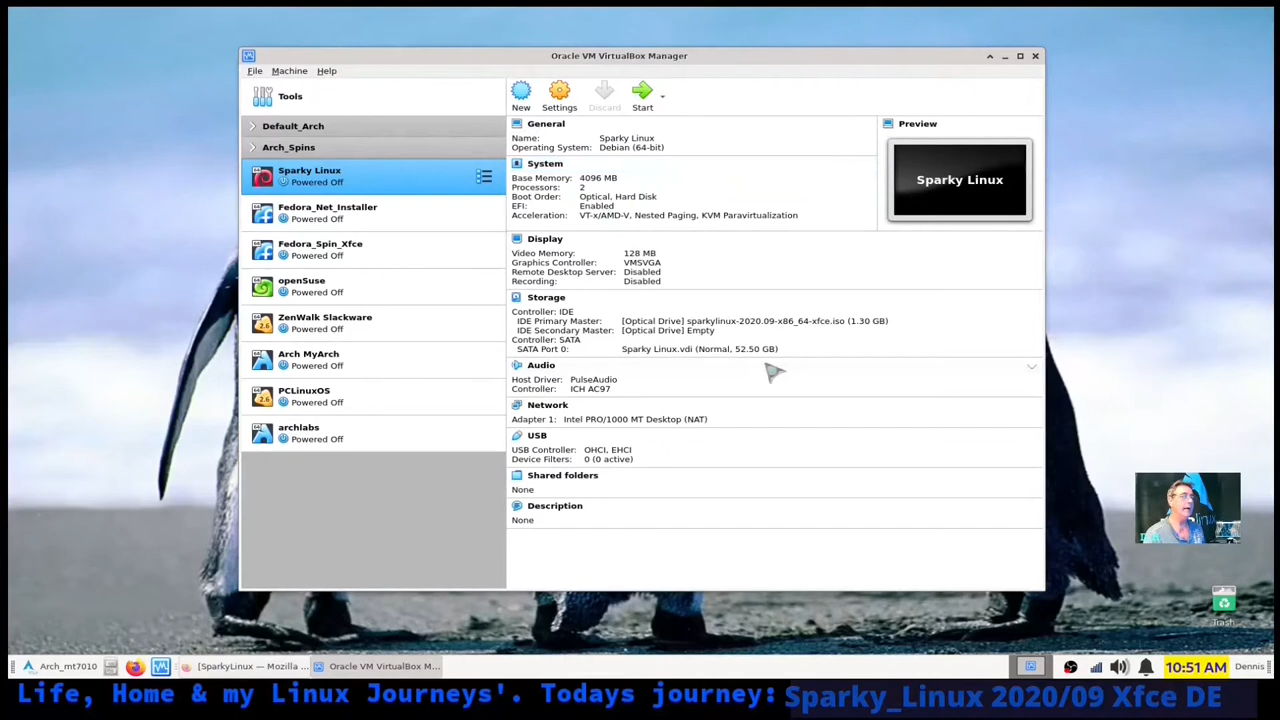 Oracle VM VirtualBox Manager
File Machine Help
Tools
Default_Arch
Arch_Spins
Sparky Linux
Powered Off
Fedora_Net_Installer
Powered Off
Fedora_Spin_Xfce
Powered Off
openSuse
Powered Off
ZenWalk Slackware
Powered Off
Arch MyArch
Powered Off
PCLinuxOS
Powered Off
archlabs
Powered Off
New Settings Discard Start
General
Name: Sparky Linux
Operating System: Debian (64-bit)
System
Base Memory: 4096 MB
Processors: 2
Boot Order: Optical, Hard Disk
EFI: Enabled
Acceleration: VT-x/AMD-V, Nested Paging, KVM Paravirtualization
Preview
Sparky Linux
Display
Video Memory: 128 MB
Graphics Controller: VMSVGA
Remote Desktop Server: Disabled
Recording: Disabled
Storage
Controller: IDE
IDE Primary Master: [Optical Drive] sparkylinux-2020.09-x86_64-xfce.iso (1.30 GB)
IDE Secondary Master: [Optical Drive] Empty
Controller: SATA
SATA Port 0: Sparky Linux.vdi (Normal, 52.50 GB)
Audio
Host Driver: PulseAudio
Controller: ICH AC97
Network
Adapter 1: Intel PRO/1000 MT Desktop (NAT)
USB
USB Controller: OHCI, EHCI
Device Filters: 0 (0 active)
Shared folders
None
Description
None
Trash
Arch_mt7010 [SparkyLinux — Mozilla ... Oracle VM VirtualBox M... 10:51 AM Dennis
Life, Home & my Linux Journeys'. Todays journey: Sparky_Linux 2020/09 Xfce DE